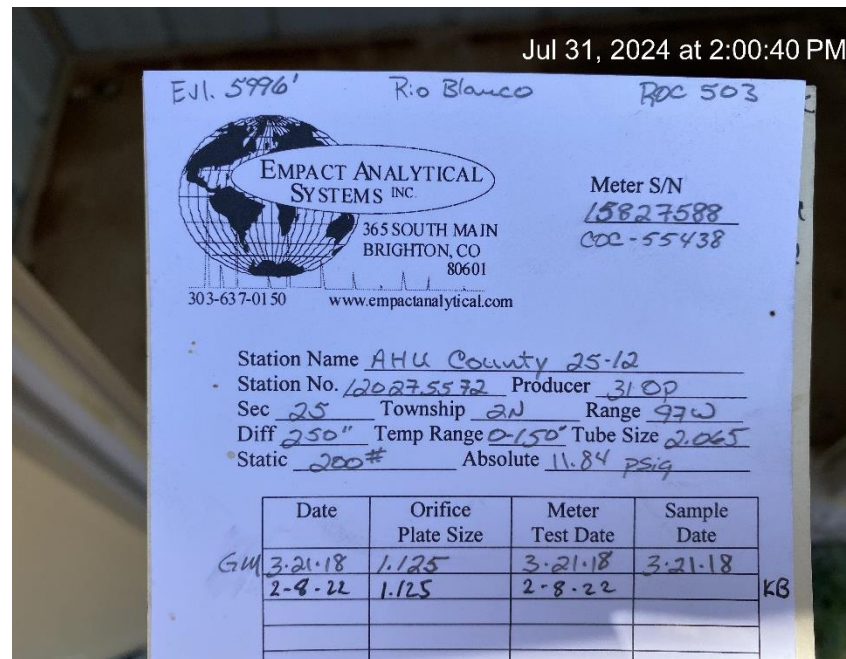 Jul 31, 2024 at 2:00:40 PM
Evl. 5996' Rio Blanco ROC 503
EMPACT ANALYTICAL
SYSTEMS INC.
365 SOUTH MAIN
BRIGHTON, CO
80601
303-637-0150 www.empactanalytical.com
Meter S/N
15827588
COC-55438
Station Name AHU County 25-12
Station No. 120275572 Producer 31 OP
Sec 25 Township 2N Range 97W
Diff 250" Temp Range 0-150° Tube Size 2.065
Static 200# Absolute 11.84 psig
Date Orifice Plate Size Meter Test Date Sample Date
GM 3-21-18 1.125 3-21-18 3-21-18
2-8-22 1.125 2-8-22 KB